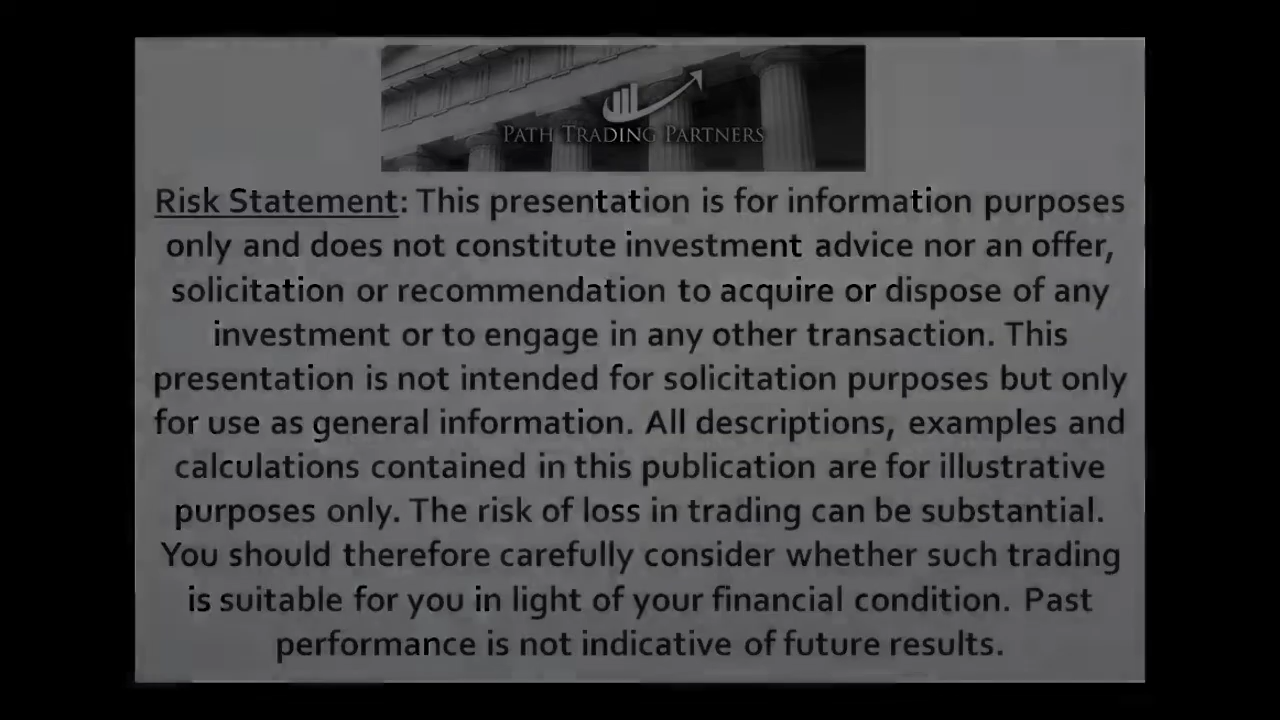 PATH TRADING PARTNERS
Risk Statement: This presentation is for information purposes
only and does not constitute investment advice nor an offer,
solicitation or recommendation to acquire or dispose of any
investment or to engage in any other transaction. This
presentation is not intended for solicitation purposes but only
for use as general information. All descriptions, examples and
calculations contained in this publication are for illustrative
purposes only. The risk of loss in trading can be substantial.
You should therefore carefully consider whether such trading
is suitable for you in light of your financial condition. Past
performance is not indicative of future results.